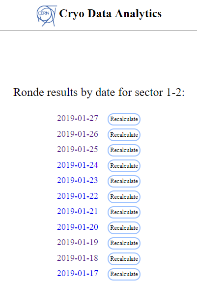 Cryo Data Analytics
Ronde results by date for sector 1-2:
2019-01-27 Recalculate
2019-01-26 Recalculate
2019-01-25 Recalculate
2019-01-24 Recalculate
2019-01-23 Recalculate
2019-01-22 Recalculate
2019-01-21 Recalculate
2019-01-20 Recalculate
2019-01-19 Recalculate
2019-01-18 Recalculate
2019-01-17 Recalculate